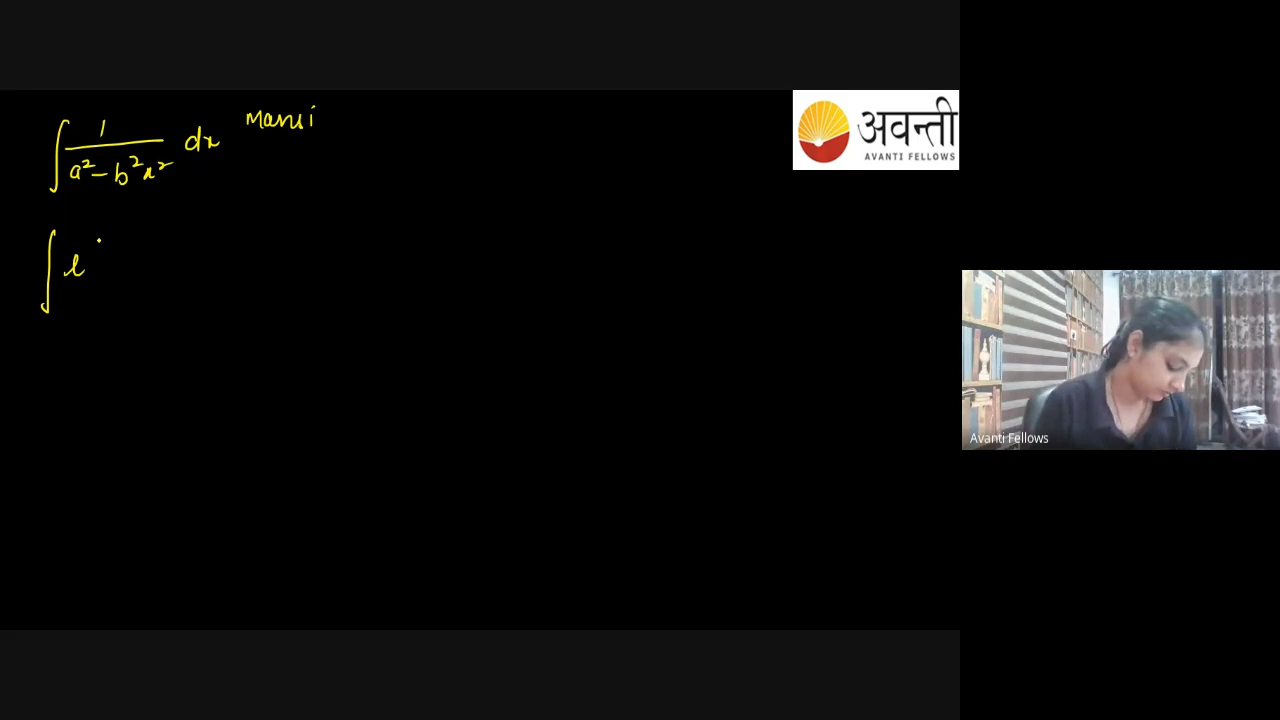 ∫ 1/(a² - b²x²) dx Mansi
∫ e
अवन्ती
AVANTI FELLOWS
Avanti Fellows